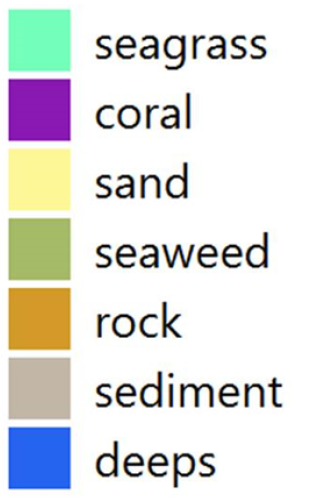 seagrass
coral
sand
seaweed
rock
sediment
deeps